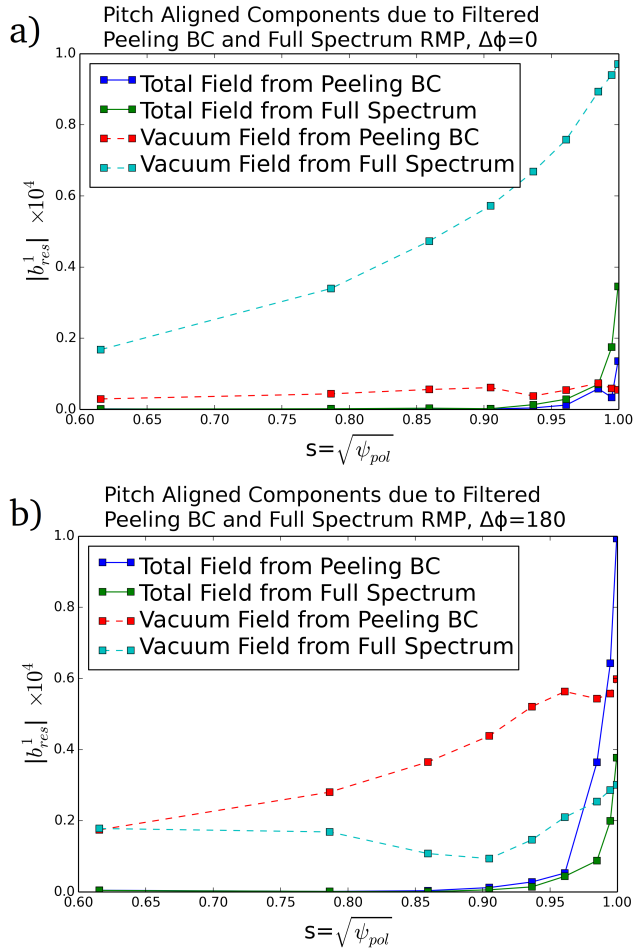 a)
Pitch Aligned Components due to Filtered
Peeling BC and Full Spectrum RMP, Δϕ=0
1.0
0.8
0.6
0.4
0.2
0.0
|b¹res| ×10⁴
Total Field from Peeling BC
Total Field from Full Spectrum
Vacuum Field from Peeling BC
Vacuum Field from Full Spectrum
0.60 0.65 0.70 0.75 0.80 0.85 0.90 0.95 1.00
s=√ψpol
b)
Pitch Aligned Components due to Filtered
Peeling BC and Full Spectrum RMP, Δϕ=180
1.0
0.8
0.6
0.4
0.2
0.0
|b¹res| ×10⁴
Total Field from Peeling BC
Total Field from Full Spectrum
Vacuum Field from Peeling BC
Vacuum Field from Full Spectrum
0.60 0.65 0.70 0.75 0.80 0.85 0.90 0.95 1.00
s=√ψpol